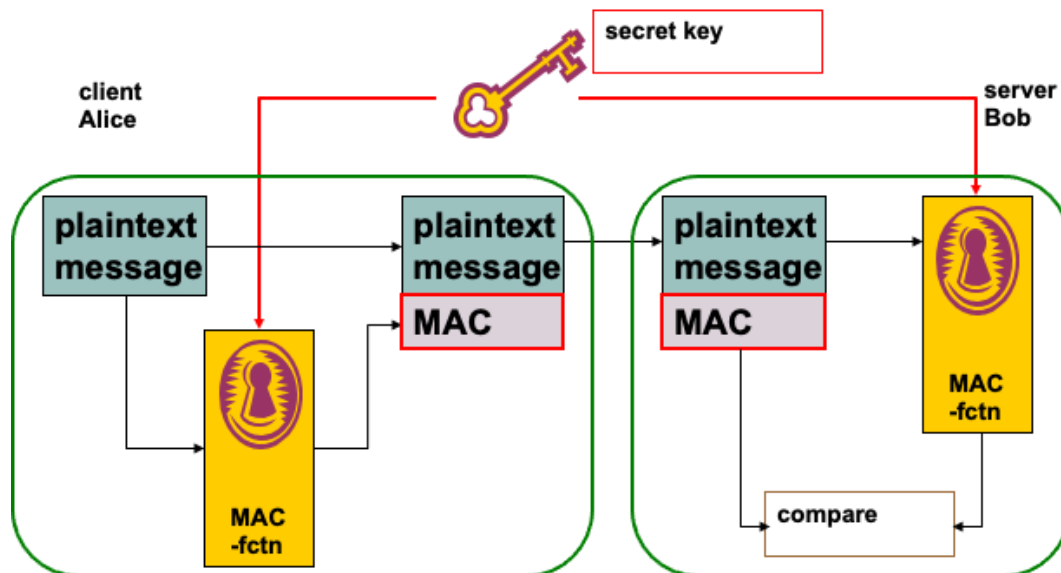 secret key
client
Alice
server
Bob
plaintext
message
plaintext
message
MAC
plaintext
message
MAC
MAC
-fctn
MAC
-fctn
compare